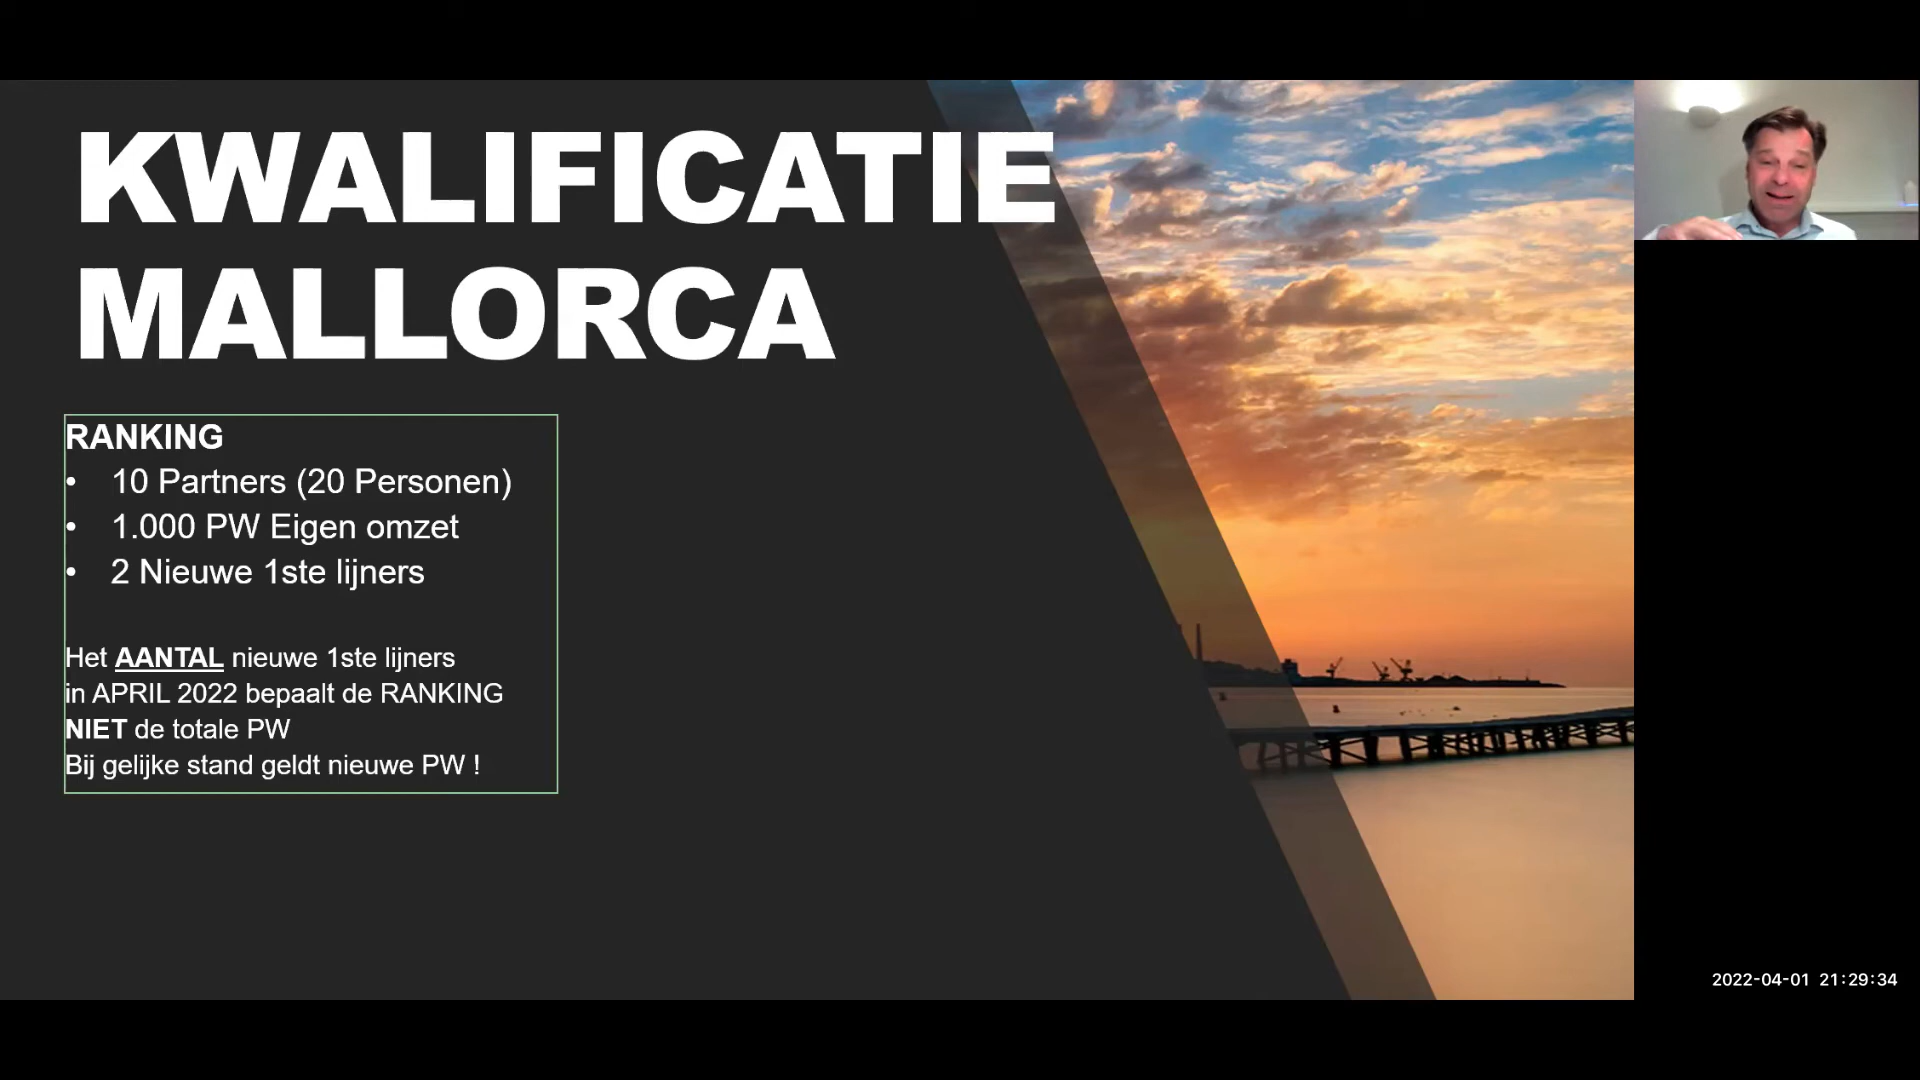 KWALIFICATIE
MALLORCA
RANKING
• 10 Partners (20 Personen)
• 1.000 PW Eigen omzet
• 2 Nieuwe 1ste lijners
Het AANTAL nieuwe 1ste lijners
in APRIL 2022 bepaalt de RANKING
NIET de totale PW
Bij gelijke stand geldt nieuwe PW !
2022-04-01 21:29:34